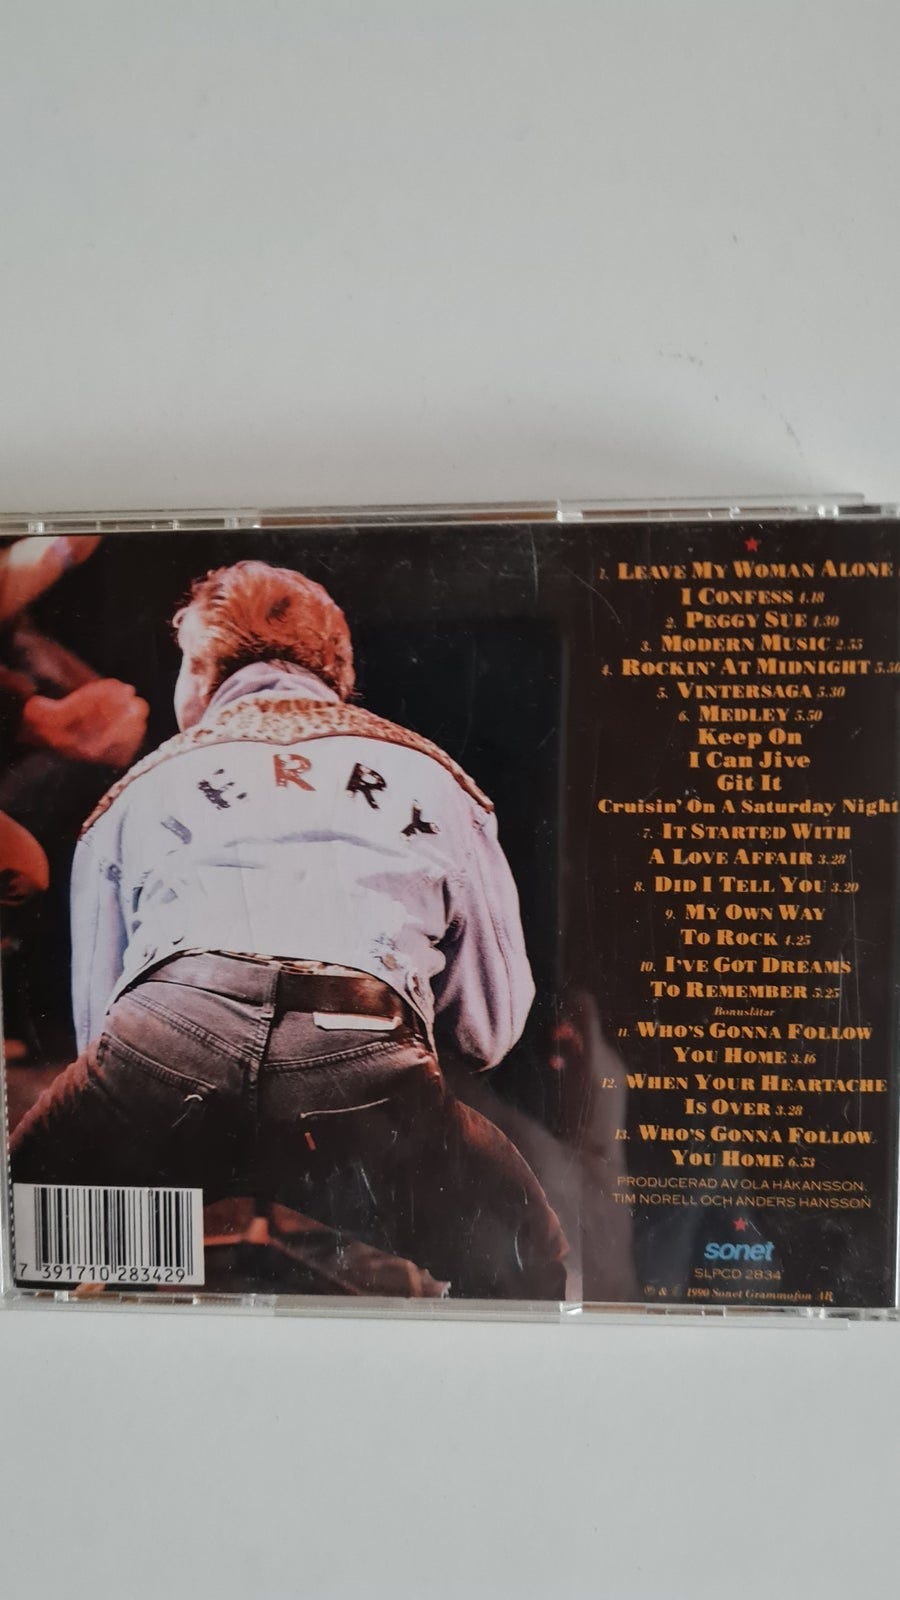 ERRY
1. LEAVE MY WOMAN ALONE
I CONFESS 4.18
2. PEGGY SUE 4.30
3. MODERN MUSIC 2.55
4. ROCKIN' AT MIDNIGHT 5.50
5. VINTERSAGA 5.30
6. MEDLEY 5.50
Keep On
I Can Jive
Git It
Cruisin' On A Saturday Night
7. IT STARTED WITH
A LOVE AFFAIR 3.28
8. DID I TELL YOU 3.20
9. MY OWN WAY
TO ROCK 4.25
10. I'VE GOT DREAMS
TO REMEMBER 5.25
Bonuslåtar
11. WHO'S GONNA FOLLOW
YOU HOME 3.16
12. WHEN YOUR HEARTACHE
IS OVER 3.28
13. WHO'S GONNA FOLLOW
YOU HOME 6.53
PRODUCERAD AV OLA HÅKANSSON.
TIM NORELL OCH ANDERS HANSSON
sonet
SLPCD 2834
℗ & © 1990 Sonet Grammofon AB
7 391710 283429